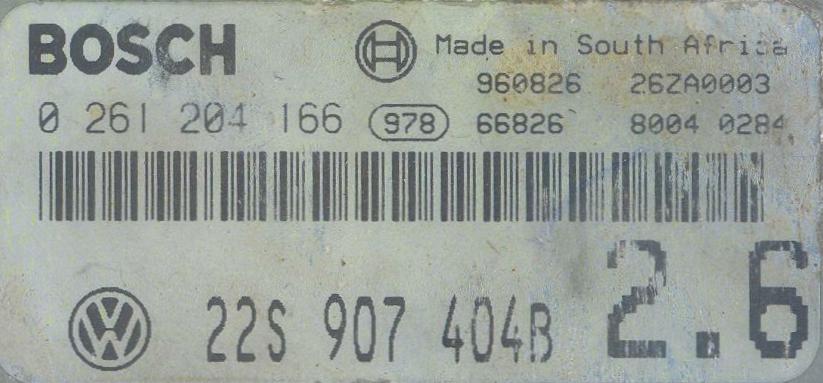 BOSCH Made in South Africa
960826 26ZA0003
0 261 204 166 978 66826 8004 0284
22S 907 404B 2.6